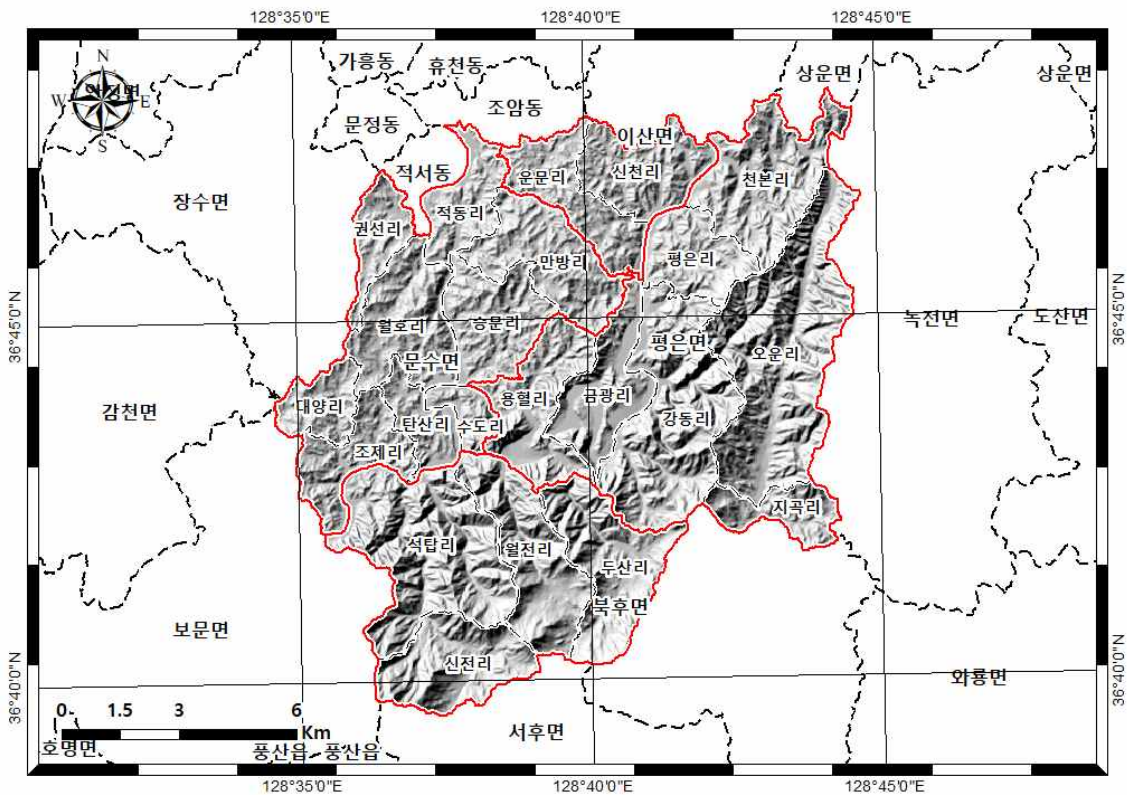 128°35'0"E 128°40'0"E 128°45'0"E
N
W E
S
가흥동
휴천동
상운면
상운면
조암동
문정동
이산면
적서동
운문리
신천리
천본리
장수면
적동리
권선리
만방리
평은리
36°45'0"N
36°45'0"N
월호리
승문리
녹전면
도산면
평은면
오운리
문수면
감천면
대양리
용혈리
금광리
탄산리
수도리
강동리
조제리
지곡리
석탑리
월전리
두산리
북후면
보문면
신전리
와룡면
36°40'0"N
36°40'0"N
0 1.5 3 6
Km
서후면
호명면
풍산읍
풍산읍
128°35'0"E 128°40'0"E 128°45'0"E